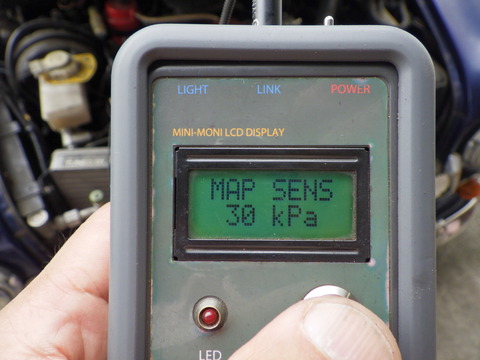 LIGHT LINK POWER
MINI-MONI LCD DISPLAY
MAP SENS
30 kPa
LED